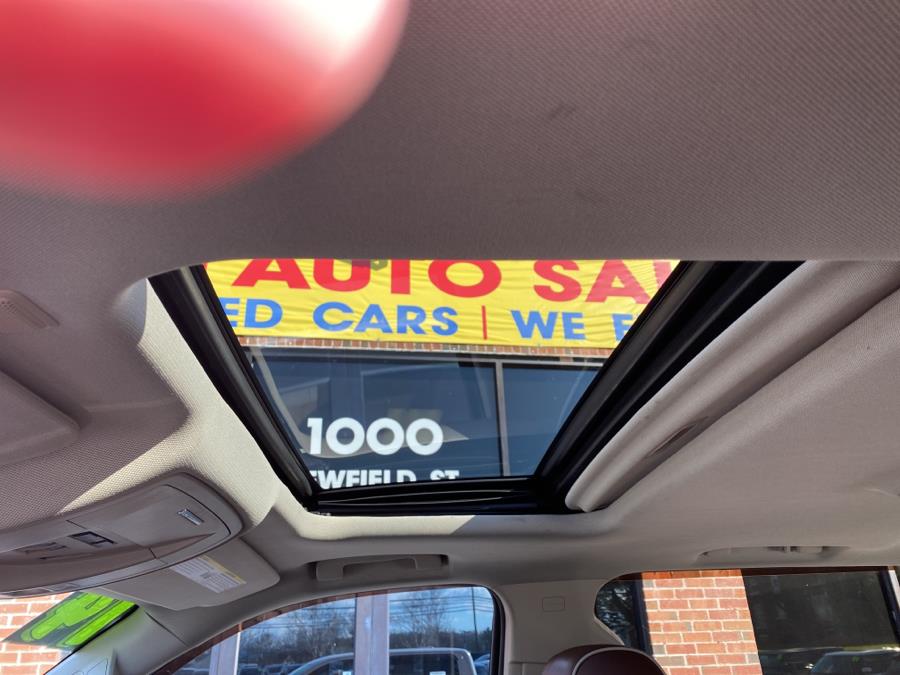 AUTO SA
ED CARS | WE F
1000
EWFIELD ST